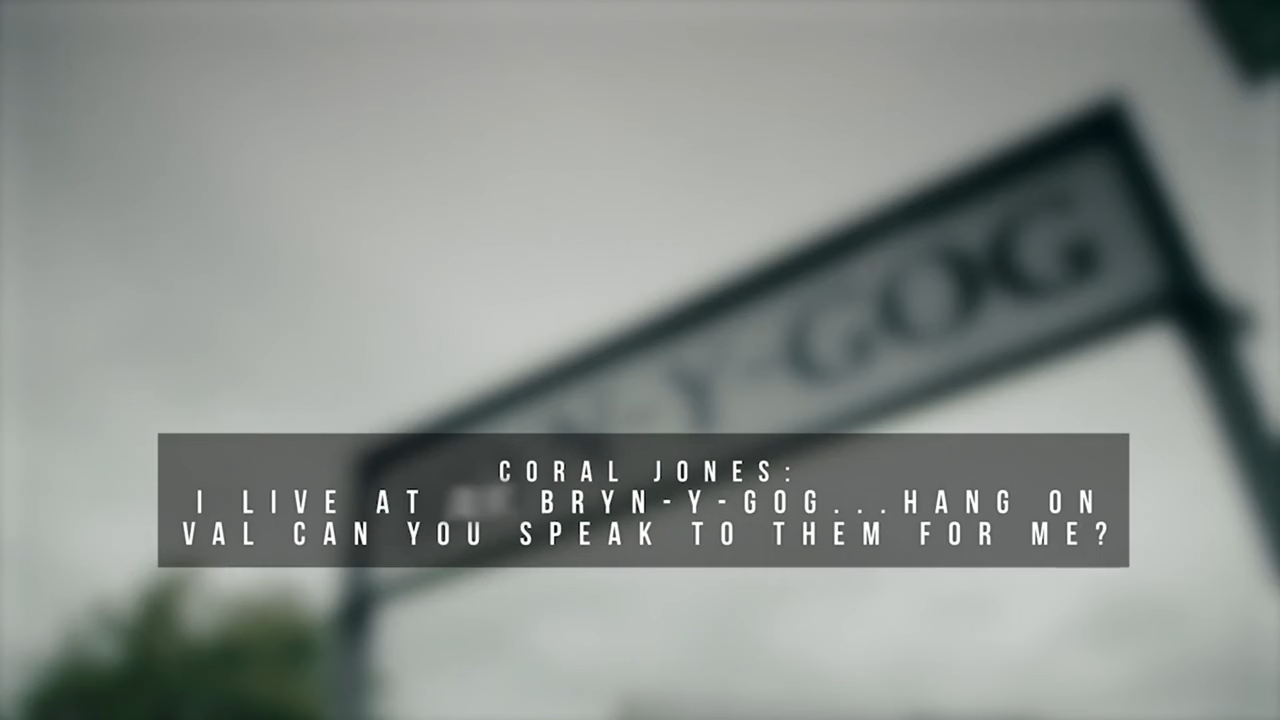 N-Y-GOG
CORAL JONES:
I LIVE AT BRYN-Y-GOG...HANG ON
VAL CAN YOU SPEAK TO THEM FOR ME?